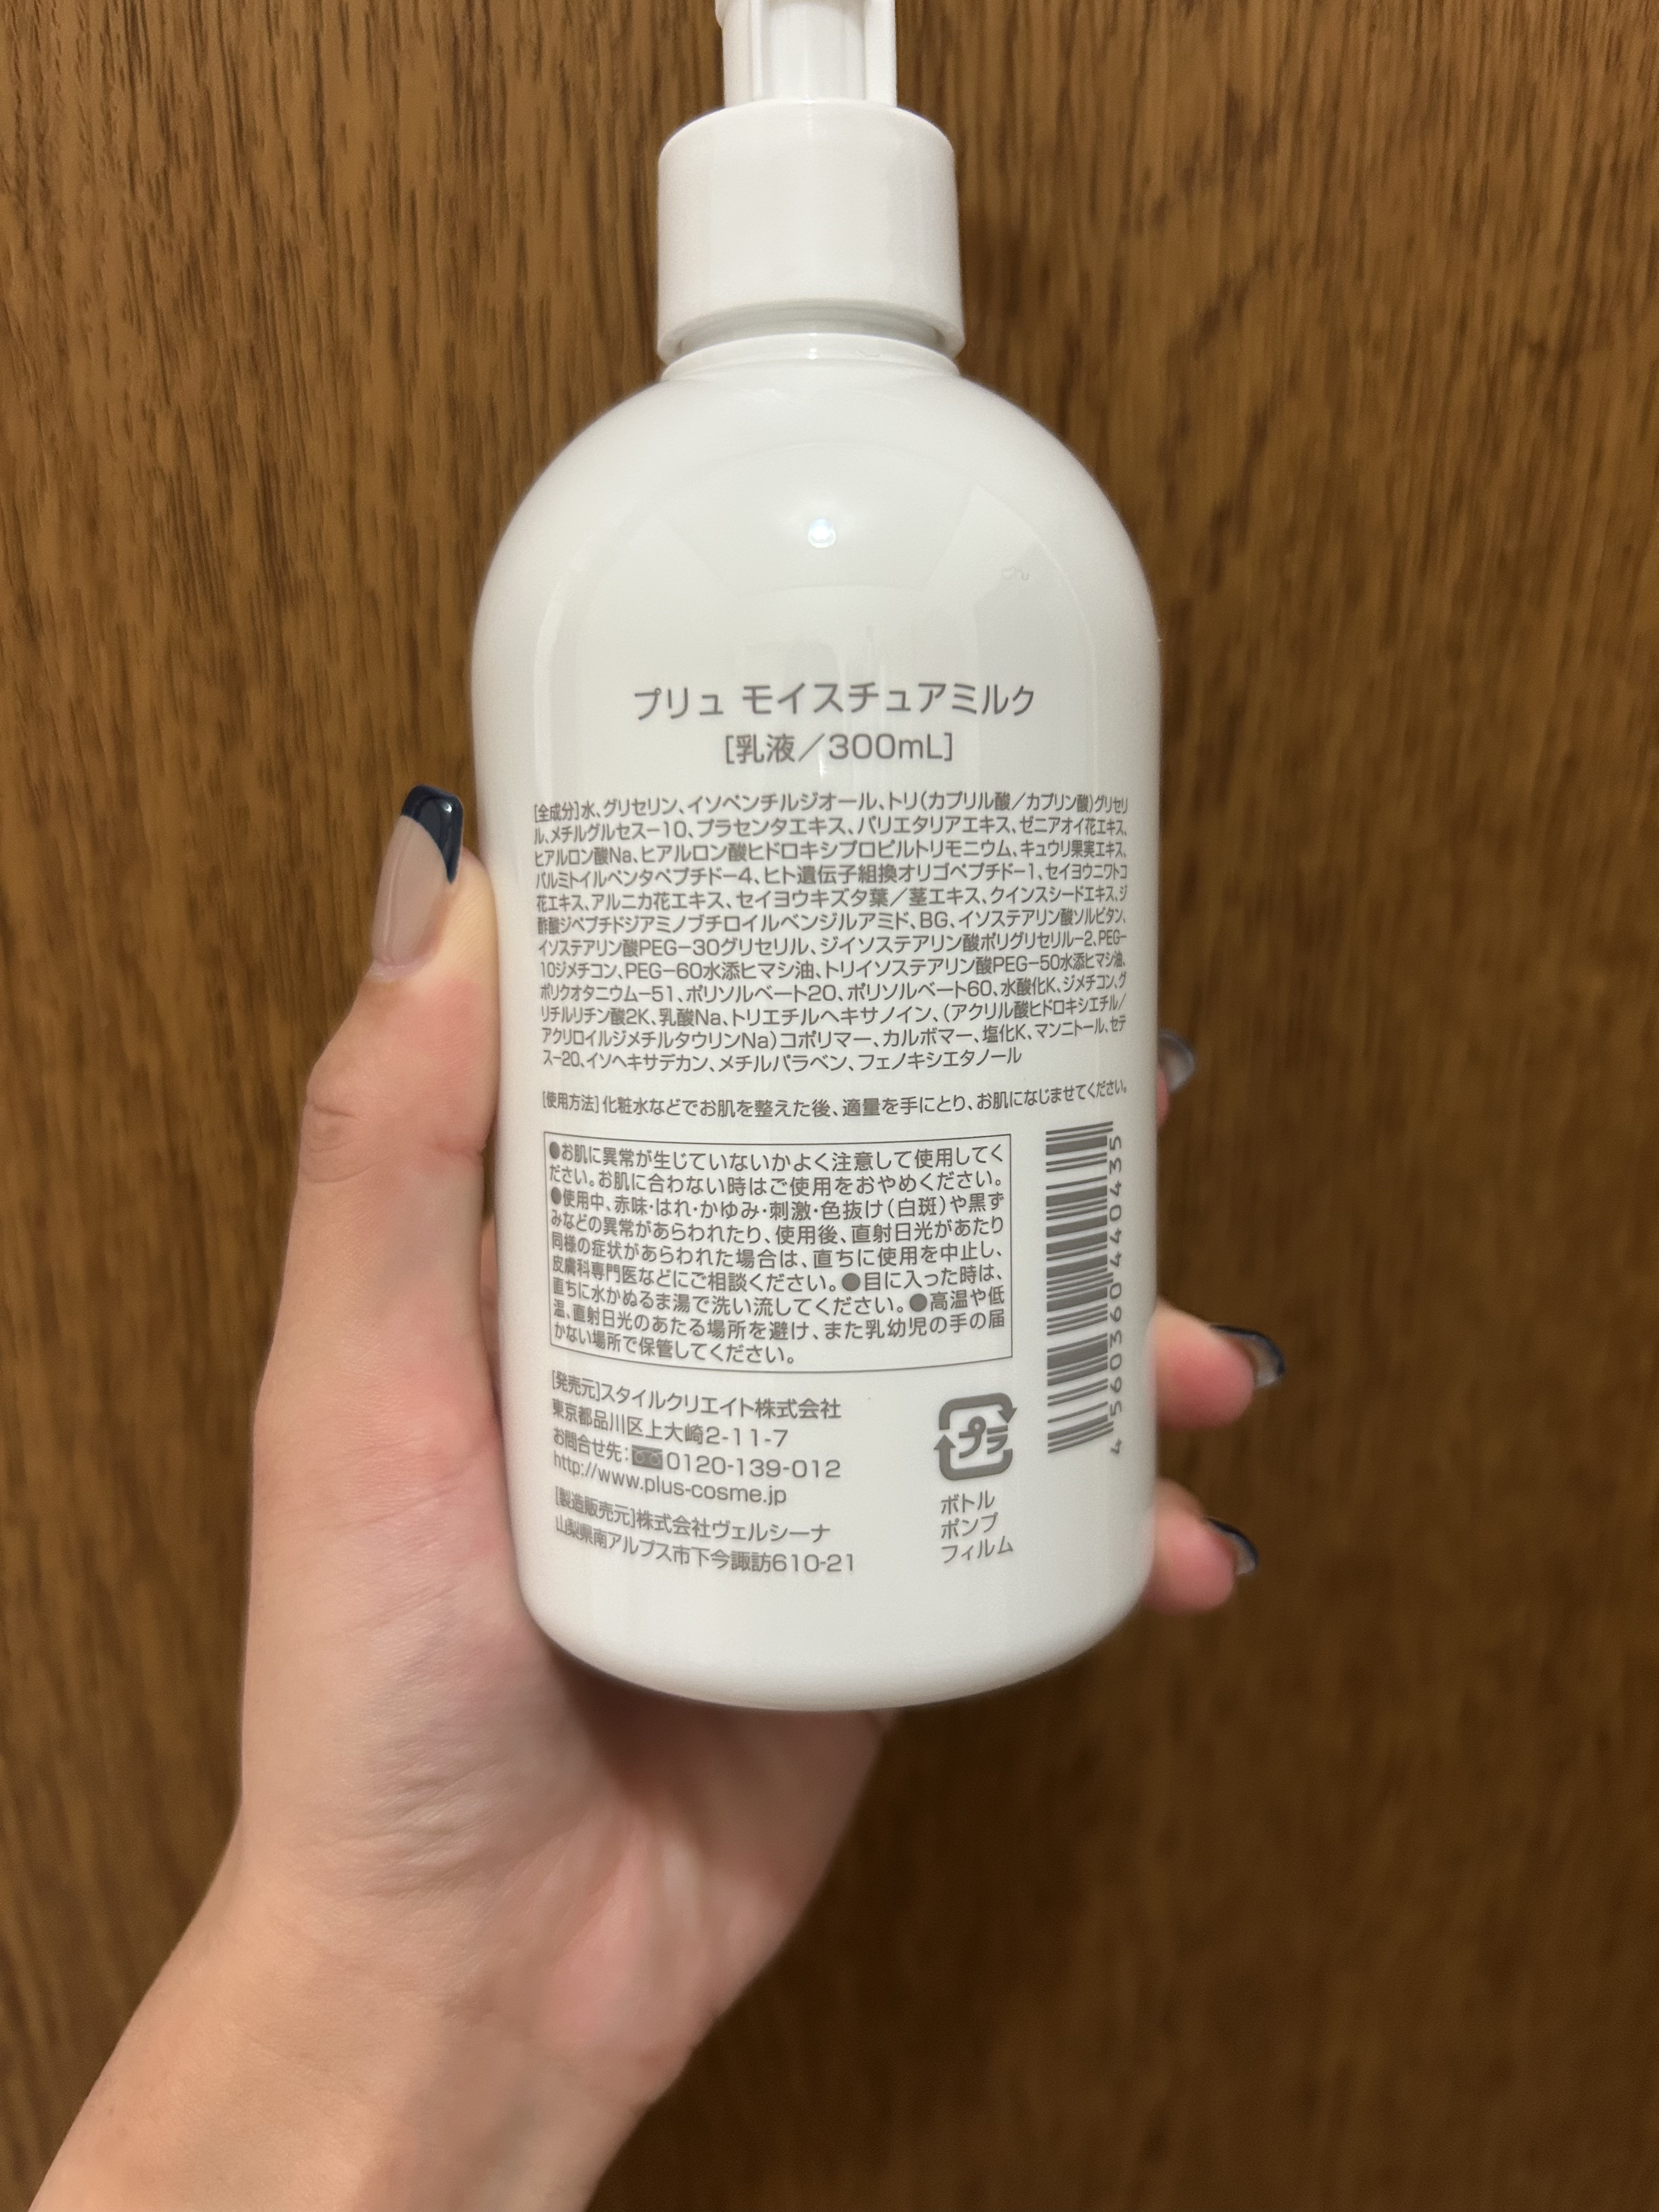 プリュ モイスチュアミルク
[乳液／300mL]
[全成分]水、グリセリン、イソペンチルジオール、トリ(カプリル酸／カプリン酸)グリセリ
ル、メチルグルセス－10、プラセンタエキス、パリエタリアエキス、ゼニアオイ花エキス、
ヒアルロン酸Na、ヒアルロン酸ヒドロキシプロピルトリモニウム、キュウリ果実エキス、
パルミトイルペンタペプチド－4、ヒト遺伝子組換オリゴペプチド－1、セイヨウニワトコ
花エキス、アルニカ花エキス、セイヨウキズタ葉／茎エキス、クインスシードエキス、ジ
酢酸ジペプチドジアミノブチロイルベンジルアミド、BG、イソステアリン酸ソルビタン、
イソステアリン酸PEG－30グリセリル、ジイソステアリン酸ポリグリセリル－2、PEG－
10ジメチコン、PEG－60水添ヒマシ油、トリイソステアリン酸PEG－50水添ヒマシ油、
ポリクオタニウム－51、ポリソルベート20、ポリソルベート60、水酸化K、ジメチコン、グ
リチルリチン酸2K、乳酸Na、トリエチルヘキサノイン、(アクリル酸ヒドロキシエチル／
アクリロイルジメチルタウリンNa)コポリマー、カルボマー、塩化K、マンニトール、セテ
ス－20、イソヘキサデカン、メチルパラベン、フェノキシエタノール
[使用方法]化粧水などでお肌を整えた後、適量を手にとり、お肌になじませてください。
●お肌に異常が生じていないかよく注意して使用してく
ださい。お肌に合わない時はご使用をおやめください。
●使用中、赤味・はれ・かゆみ・刺激・色抜け(白斑)や黒ず
みなどの異常があらわれたり、使用後、直射日光があたり
同様の症状があらわれた場合は、直ちに使用を中止し、
皮膚科専門医などにご相談ください。●目に入った時は、
直ちに水かぬるま湯で洗い流してください。●高温や低
温、直射日光のあたる場所を避け、また乳幼児の手の届
かない場所で保管してください。
4560360440435
[発売元]スタイルクリエイト株式会社
東京都品川区上大崎2-11-7
お問合せ先：0120-139-012
http://www.plus-cosme.jp
[製造販売元]株式会社ヴェルシーナ
山梨県南アルプス市下今諏訪610-21
プラ
ボトル
ポンプ
フィルム